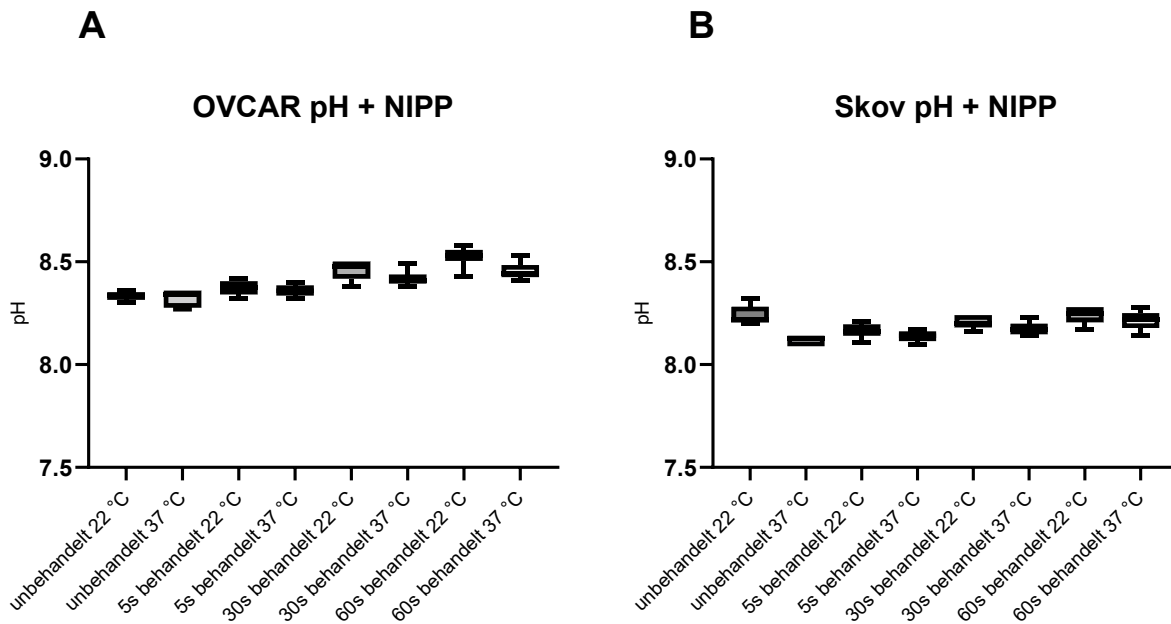 A
OVCAR pH + NIPP
pH
9.0
8.5
8.0
7.5
unbehandelt 22 °C
unbehandelt 37 °C
5s behandelt 22 °C
5s behandelt 37 °C
30s behandelt 22 °C
30s behandelt 37 °C
60s behandelt 22 °C
60s behandelt 37 °C
B
Skov pH + NIPP
pH
9.0
8.5
8.0
7.5
unbehandelt 22 °C
unbehandelt 37 °C
5s behandelt 22 °C
5s behandelt 37 °C
30s behandelt 22 °C
30s behandelt 37 °C
60s behandelt 22 °C
60s behandelt 37 °C